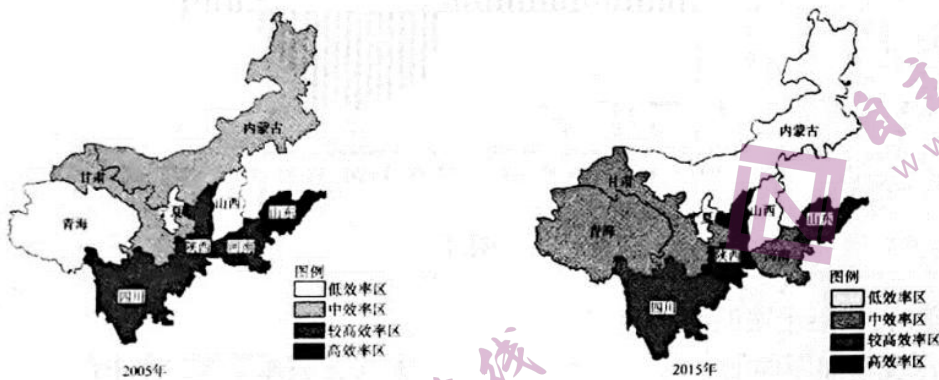 内蒙古
甘肃
青海
山西
山东
陕西
河南
四川
图例
低效率区
中效率区
较高效率区
高效率区
2005年
内蒙古
甘肃
青海
山西
山东
陕西
四川
图例
低效率区
中效率区
较高效率区
高效率区
2015年
线